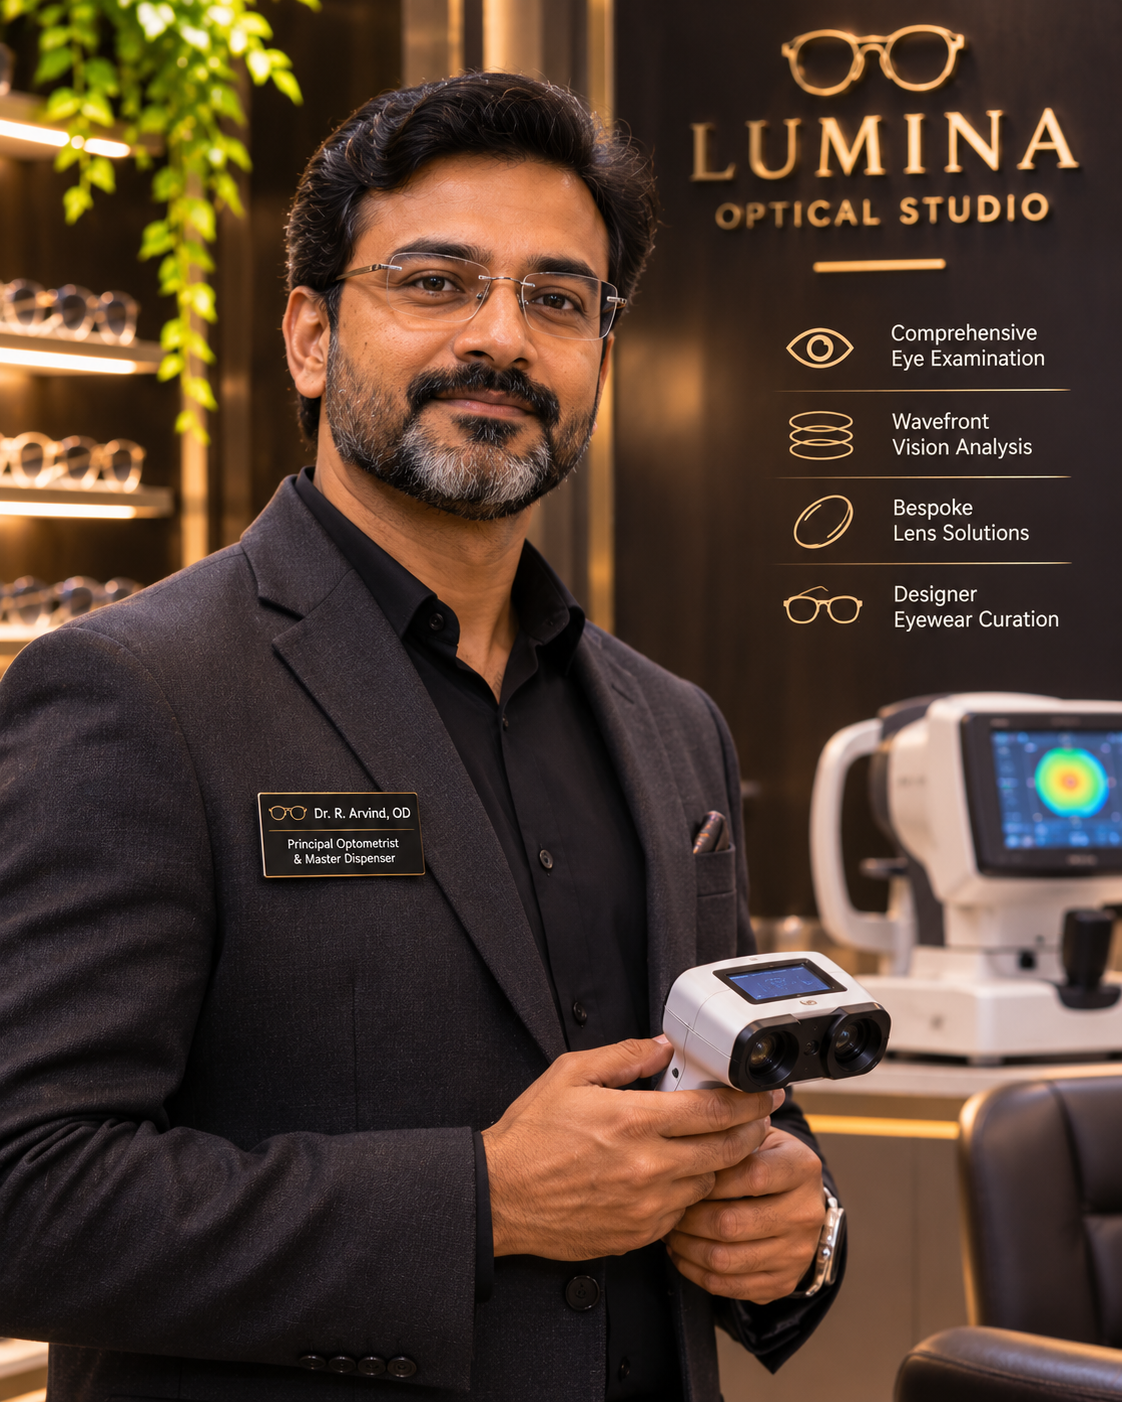 LUMINA
OPTICAL STUDIO
Comprehensive
Eye Examination
Wavefront
Vision Analysis
Bespoke
Lens Solutions
Designer
Eyewear Curation
Dr. R. Arvind, OD
Principal Optometrist
& Master Dispenser